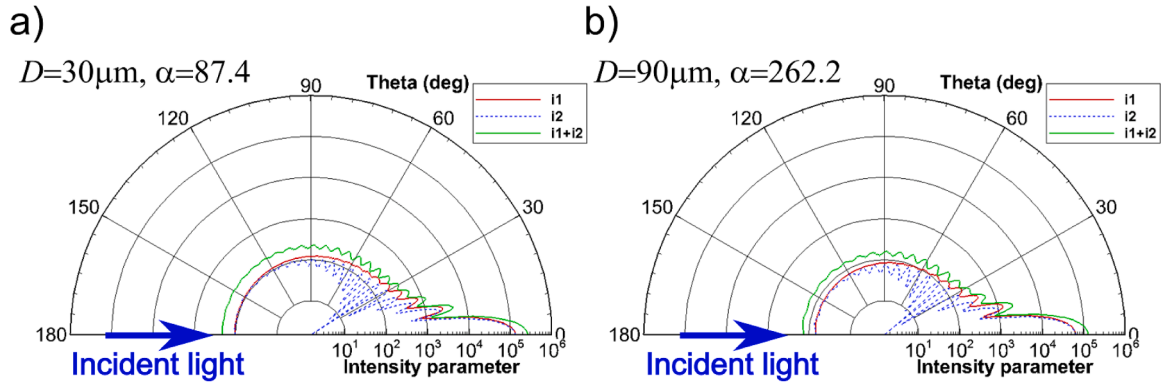 a)
D=30μm, α=87.4
Theta (deg)
90
i1
i2
i1+i2
120
60
150
30
180
0
10¹ 10² 10³ 10⁴ 10⁵ 10⁶
Incident light
Intensity parameter
b)
D=90μm, α=262.2
Theta (deg)
90
i1
i2
i1+i2
120
60
150
30
180
0
10¹ 10² 10³ 10⁴ 10⁵ 10⁶
Incident light
Intensity parameter